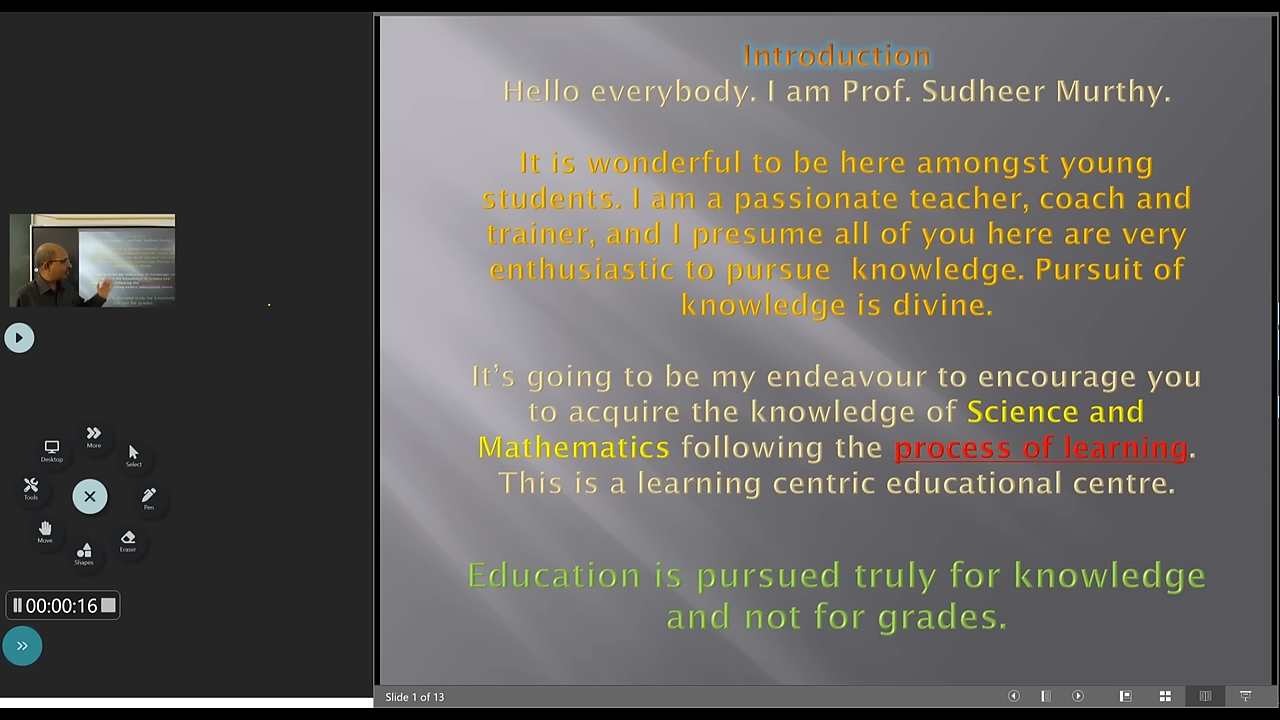 Introduction
Hello everybody. I am Prof. Sudheer Murthy.
It is wonderful to be here amongst young
students. I am a passionate teacher, coach and
trainer, and I presume all of you here are very
enthusiastic to pursue knowledge. Pursuit of
knowledge is divine.
It's going to be my endeavour to encourage you
to acquire the knowledge of Science and
Mathematics following the process of learning.
This is a learning centric educational centre.
Education is pursued truly for knowledge
and not for grades.
More
Desktop
Select
Tools
Pen
Move
Eraser
Shapes
00:00:16
Slide 1 of 13